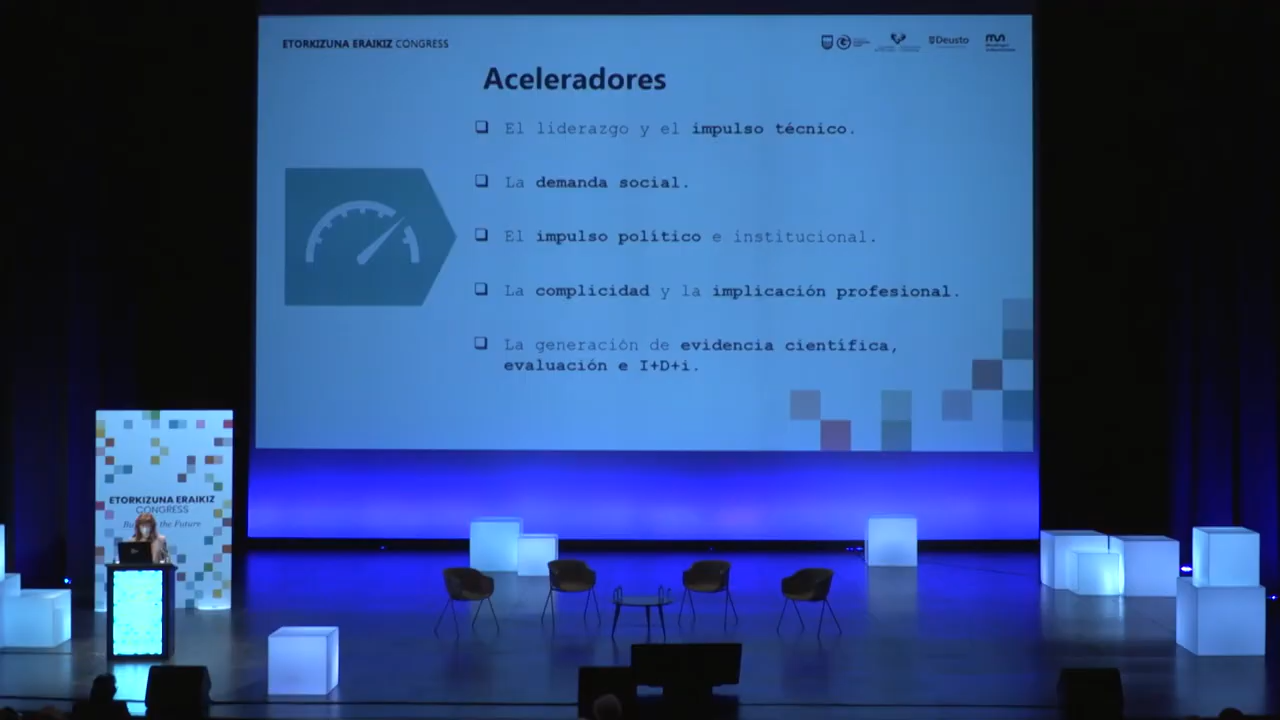 ETORKIZUNA ERAIKIZ CONGRESS
Deusto
Aceleradores
❑ El liderazgo y el impulso técnico.
❑ La demanda social.
❑ El impulso político e institucional.
❑ La complicidad y la implicación profesional.
❑ La generación de evidencia científica,
evaluación e I+D+i.
ETORKIZUNA ERAIKIZ
CONGRESS
the Future